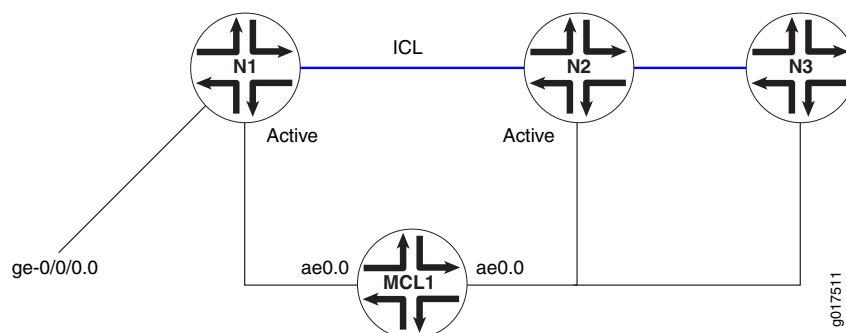 ICL
N1
N2
N3
Active
Active
ge-0/0/0.0
ae0.0
ae0.0
MCL1
g017511